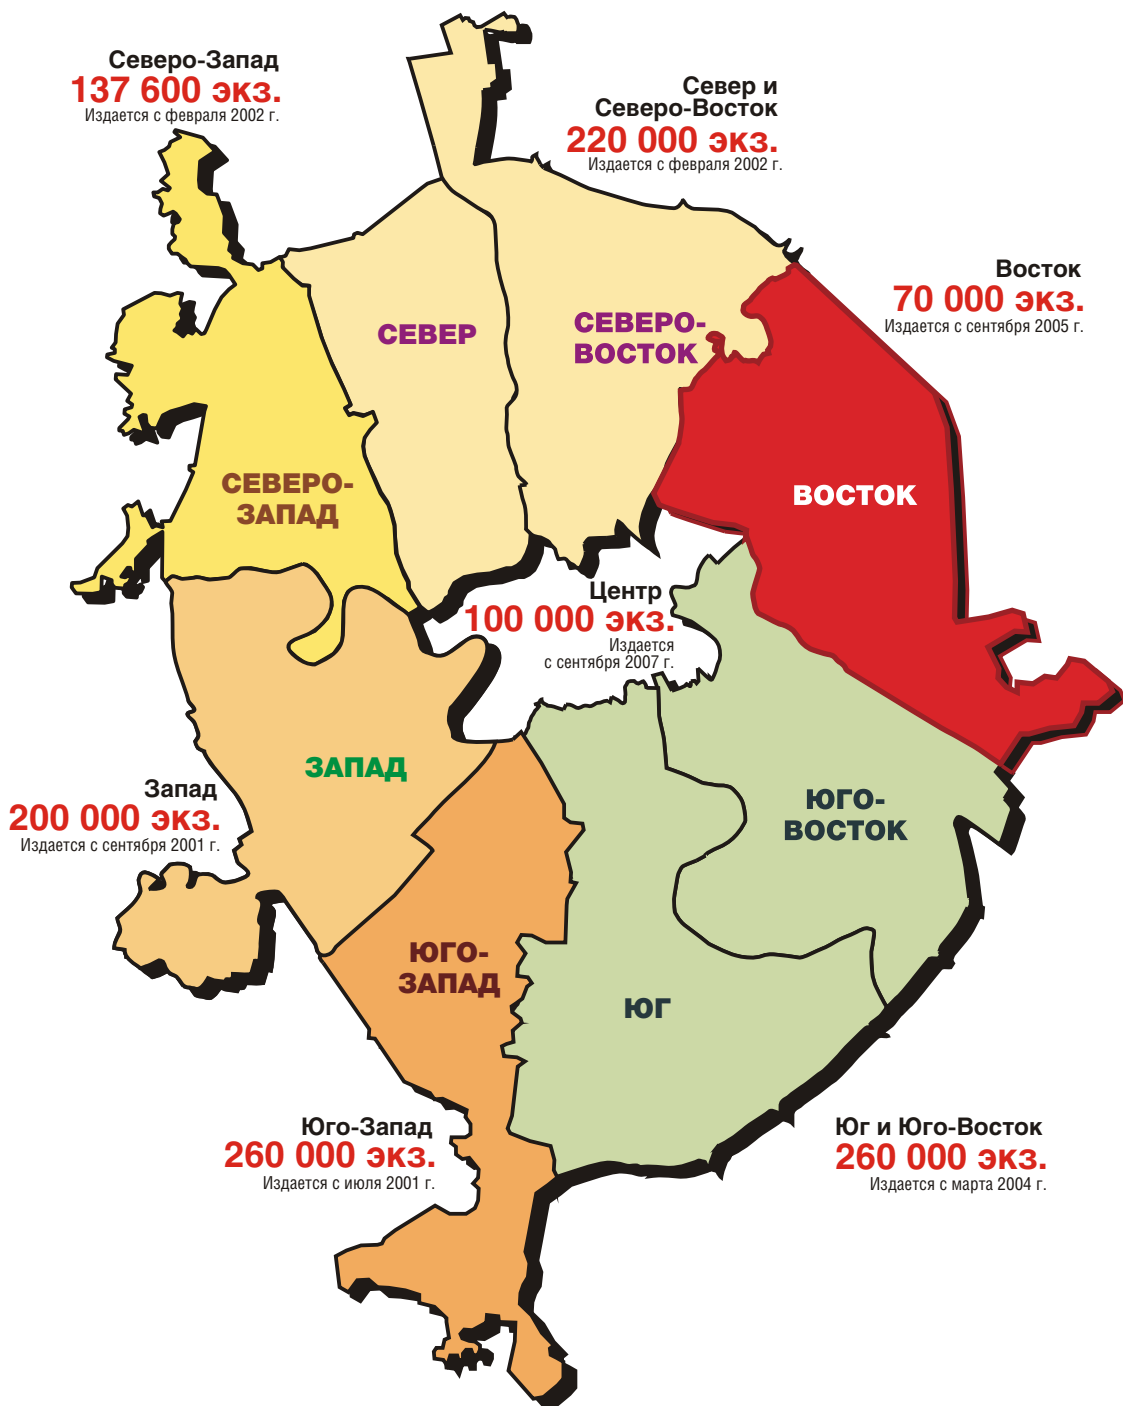 Северо-Запад
137 600 экз.
Издается с февраля 2002 г.
Север и
Северо-Восток
220 000 экз.
Издается с февраля 2002 г.
Восток
70 000 экз.
Издается с сентября 2005 г.
СЕВЕР
СЕВЕРО-
ВОСТОК
СЕВЕРО-
ЗАПАД
ВОСТОК
Центр
100 000 экз.
Издается
с сентября 2007 г.
ЗАПАД
Запад
200 000 экз.
Издается с сентября 2001 г.
ЮГО-
ВОСТОК
ЮГО-
ЗАПАД
ЮГ
Юго-Запад
260 000 экз.
Издается с июля 2001 г.
Юг и Юго-Восток
260 000 экз.
Издается с марта 2004 г.